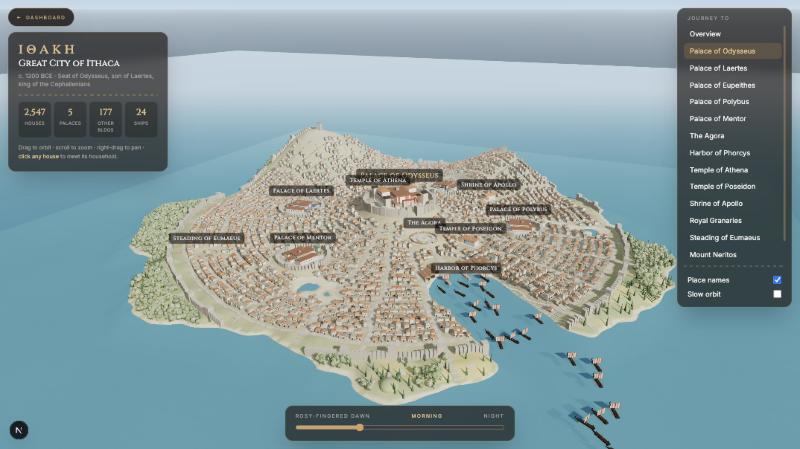 ← DASHBOARD
ΙΘΑΚΗ
GREAT CITY OF ITHACA
c. 1200 BCE · Seat of Odysseus, son of Laertes,
king of the Cephallenians
2,547
HOUSES
5
PALACES
177
OTHER
BLDGS
24
SHIPS
Drag to orbit · scroll to zoom · right-drag to pan ·
click any house to meet its household.
PALACE OF ODYSSEUS
TEMPLE OF ATHENA
SHRINE OF APOLLO
PALACE OF LAERTES
PALACE OF POLYBUS
THE AGORA
TEMPLE OF POSEIDON
STEADING OF EUMAEUS
PALACE OF MENTOR
HARBOR OF PHORCYS
JOURNEY TO
Overview
Palace of Odysseus
Palace of Laertes
Palace of Eupeithes
Palace of Polybus
Palace of Mentor
The Agora
Harbor of Phorcys
Temple of Athena
Temple of Poseidon
Shrine of Apollo
Royal Granaries
Steading of Eumaeus
Mount Neritos
Place names
Slow orbit
ROSY-FINGERED DAWN
MORNING
NIGHT
N